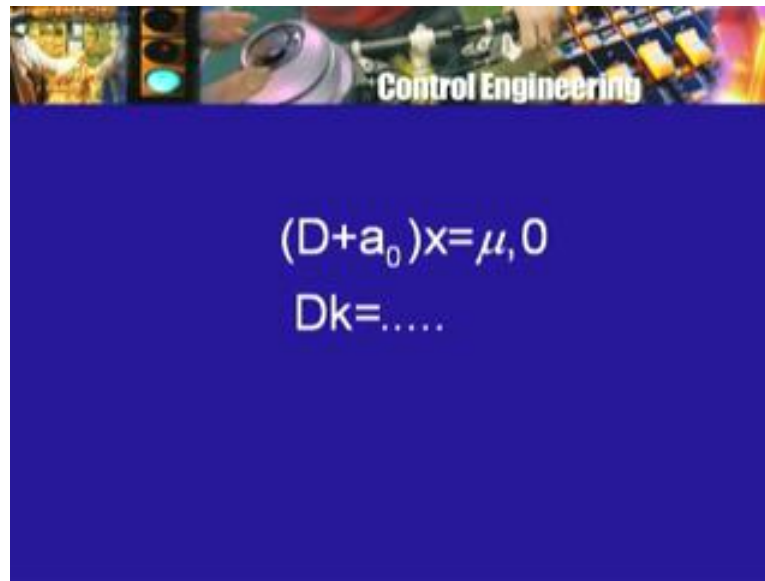 Control Engineering
(D+a₀)x=μ,0
Dk=.....